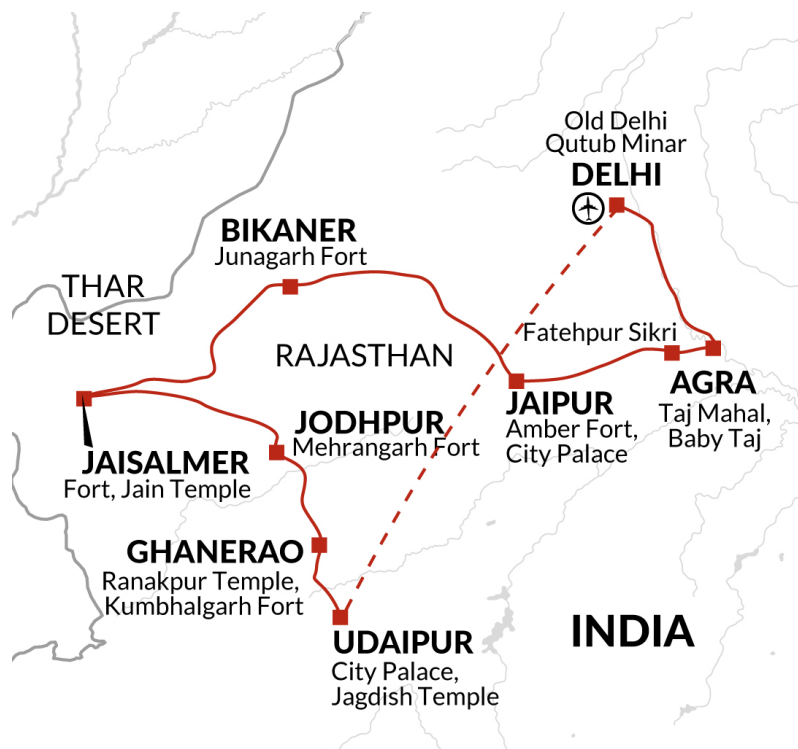 Old Delhi
Qutub Minar
DELHI
BIKANER
Junagarh Fort
THAR
DESERT
RAJASTHAN
Fatehpur Sikri
AGRA
Taj Mahal,
Baby Taj
JAIPUR
Amber Fort,
City Palace
JODHPUR
Mehrangarh Fort
JAISALMER
Fort, Jain Temple
GHANERAO
Ranakpur Temple,
Kumbhalgarh Fort
UDAIPUR
City Palace,
Jagdish Temple
INDIA